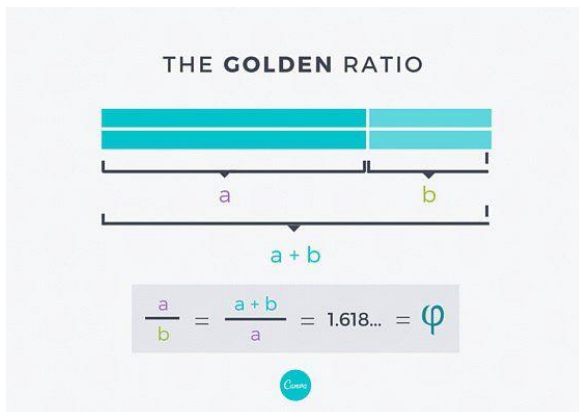 THE GOLDEN RATIO
a b
a + b
a/b = a + b/a = 1.618... = φ
Canva